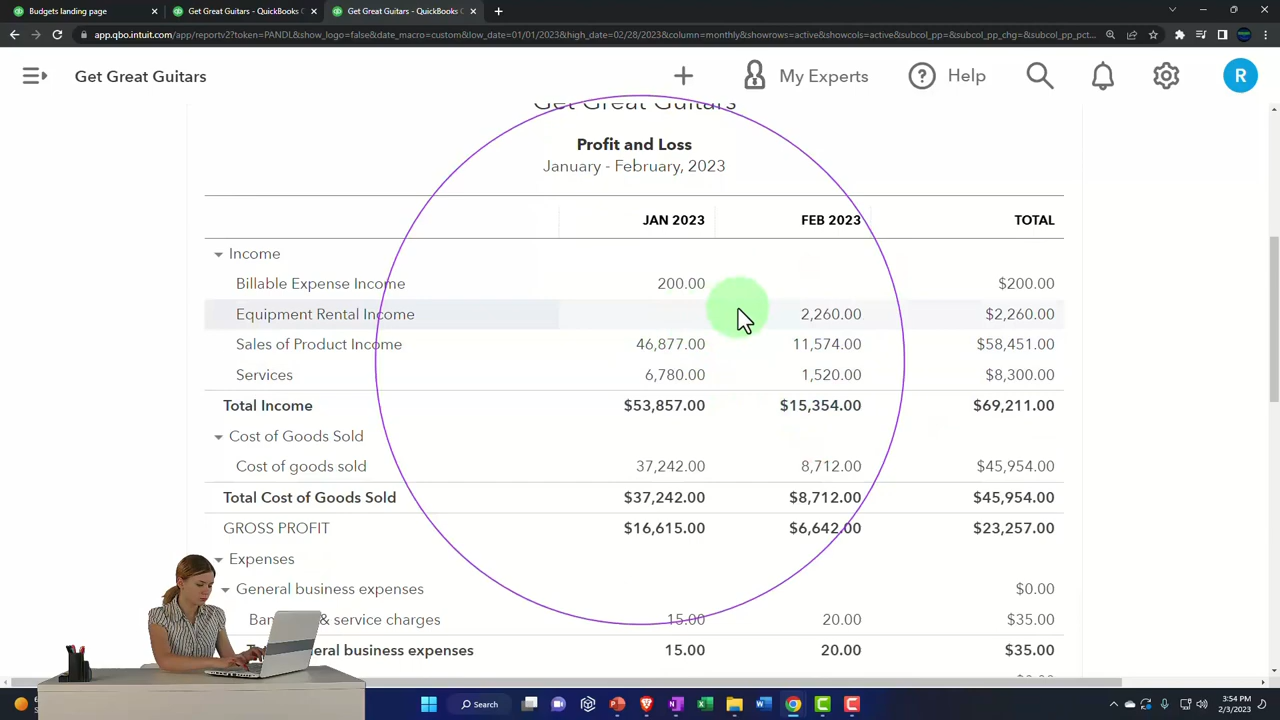 Budgets landing page
Get Great Guitars - QuickBooks
Get Great Guitars - QuickBooks
app.qbo.intuit.com/app/reportv2?token=PANDL&show_logo=false&date_macro=custom&low_date=01/01/2023&high_date=02/28/2023&column=monthly&showrows=active&showcols=active&subcol_pp=&subcol_pp_chg=&subcol_pp_pct...
Get Great Guitars
My Experts
Help
R
Get Great Guitars
Profit and Loss
January - February, 2023
JAN 2023 FEB 2023 TOTAL
Income
Billable Expense Income 200.00 $200.00
Equipment Rental Income 2,260.00 $2,260.00
Sales of Product Income 46,877.00 11,574.00 $58,451.00
Services 6,780.00 1,520.00 $8,300.00
Total Income $53,857.00 $15,354.00 $69,211.00
Cost of Goods Sold
Cost of goods sold 37,242.00 8,712.00 $45,954.00
Total Cost of Goods Sold $37,242.00 $8,712.00 $45,954.00
GROSS PROFIT $16,615.00 $6,642.00 $23,257.00
Expenses
General business expenses $0.00
& service charges 15.00 20.00 $35.00
business expenses 15.00 20.00 $35.00
Search
3:54 PM
2/3/2023